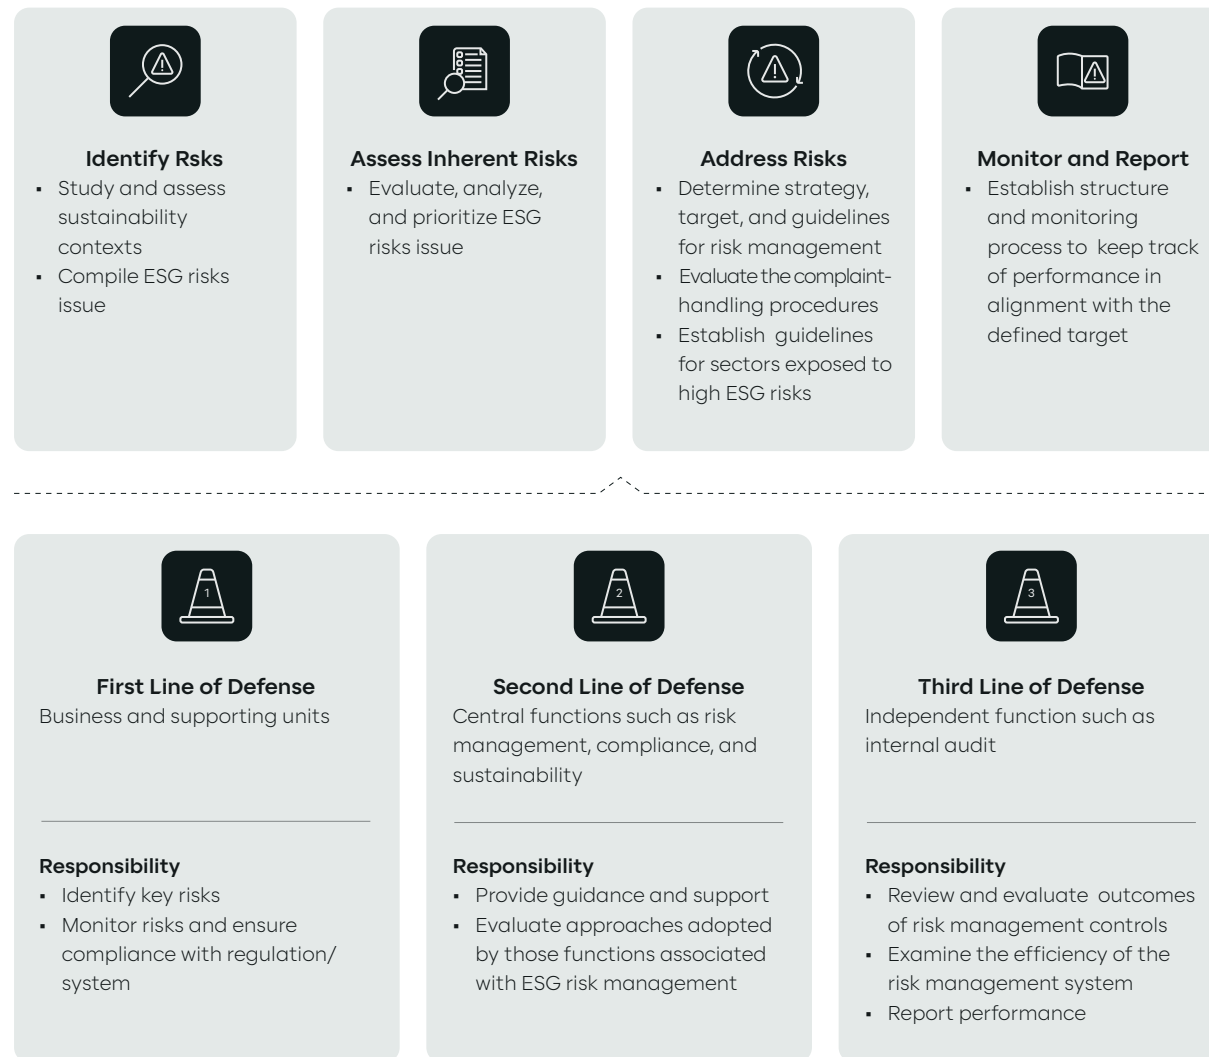 Identify Rsks
▪ Study and assess
sustainability
contexts
▪ Compile ESG risks
issue
Assess Inherent Risks
▪ Evaluate, analyze,
and prioritize ESG
risks issue
Address Risks
▪ Determine strategy,
target, and guidelines
for risk management
▪ Evaluate the complaint-
handling procedures
▪ Establish guidelines
for sectors exposed to
high ESG risks
Monitor and Report
▪ Establish structure
and monitoring
process to keep track
of performance in
alignment with the
defined target
1
First Line of Defense
Business and supporting units
Responsibility
▪ Identify key risks
▪ Monitor risks and ensure
compliance with regulation/
system
2
Second Line of Defense
Central functions such as risk
management, compliance, and
sustainability
Responsibility
▪ Provide guidance and support
▪ Evaluate approaches adopted
by those functions associated
with ESG risk management
3
Third Line of Defense
Independent function such as
internal audit
Responsibility
▪ Review and evaluate outcomes
of risk management controls
▪ Examine the efficiency of the
risk management system
▪ Report performance